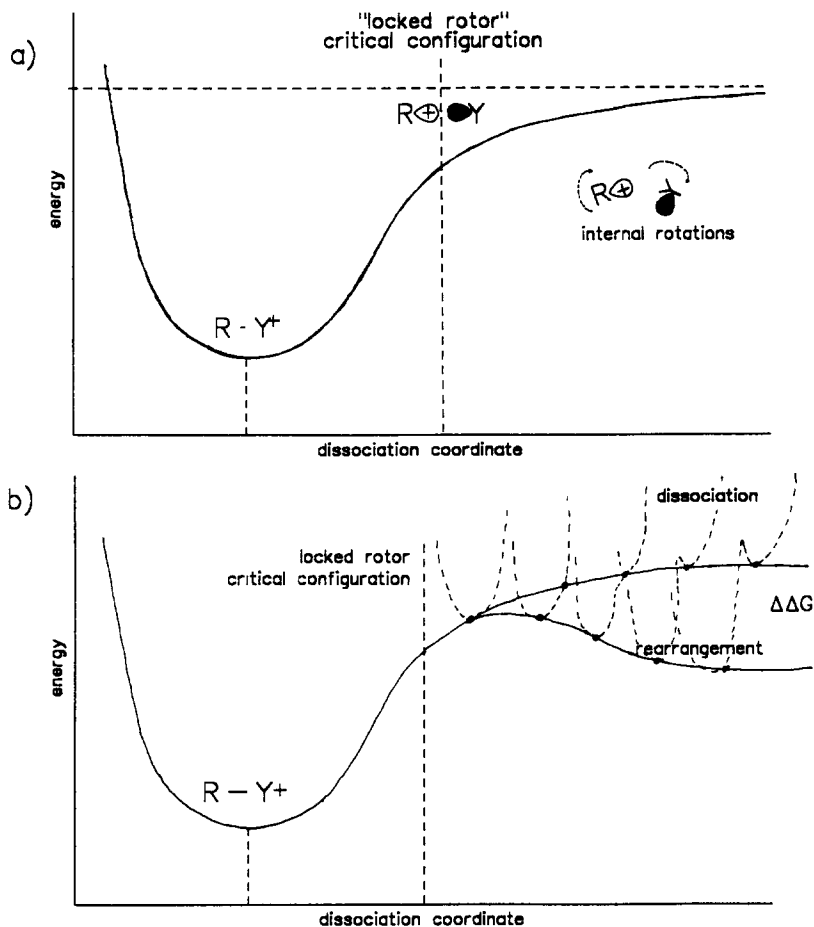 a)
"locked rotor"
critical configuration
R⊕ Y
R⊕ Y
internal rotations
R - Y+
energy
dissociation coordinate
b)
dissociation
locked rotor
critical configuration
ΔΔG
rearrangement
energy
R — Y+
dissociation coordinate